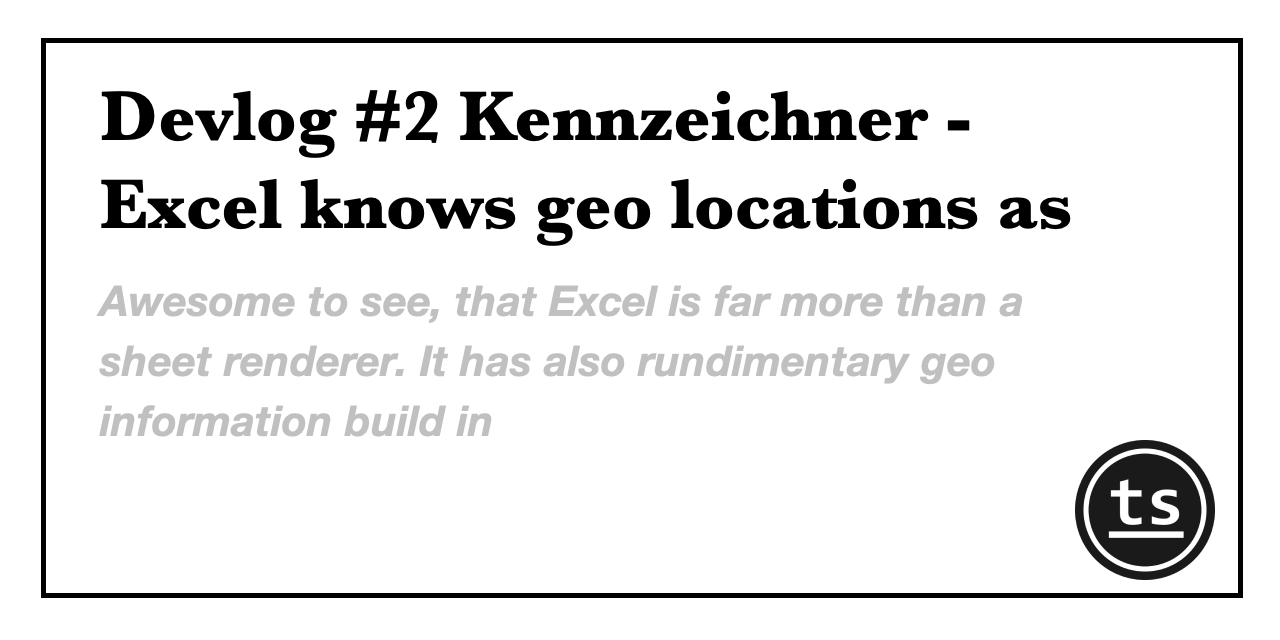 Devlog #2 Kennzeichner -
Excel knows geo locations as
Awesome to see, that Excel is far more than a
sheet renderer. It has also rundimentary geo
information build in
ts